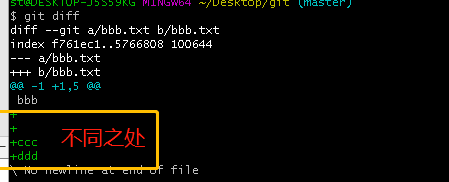 st@DESKTOP-J5S59KG MINGW64 ~/Desktop/git (master)
$ git diff
diff --git a/bbb.txt b/bbb.txt
index f761ec1..5766808 100644
--- a/bbb.txt
+++ b/bbb.txt
@@ -1 +1,5 @@
 bbb
+
+
+ccc
不同之处
+ddd
\ No newline at end of file